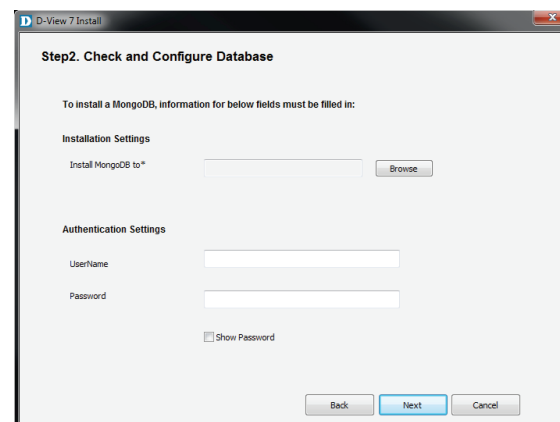 D D-View 7 Install
Step2. Check and Configure Database
To install a MongoDB, information for below fields must be filled in:
Installation Settings
Install MongoDB to*
Browse
Authentication Settings
UserName
Password
Show Password
Back Next Cancel